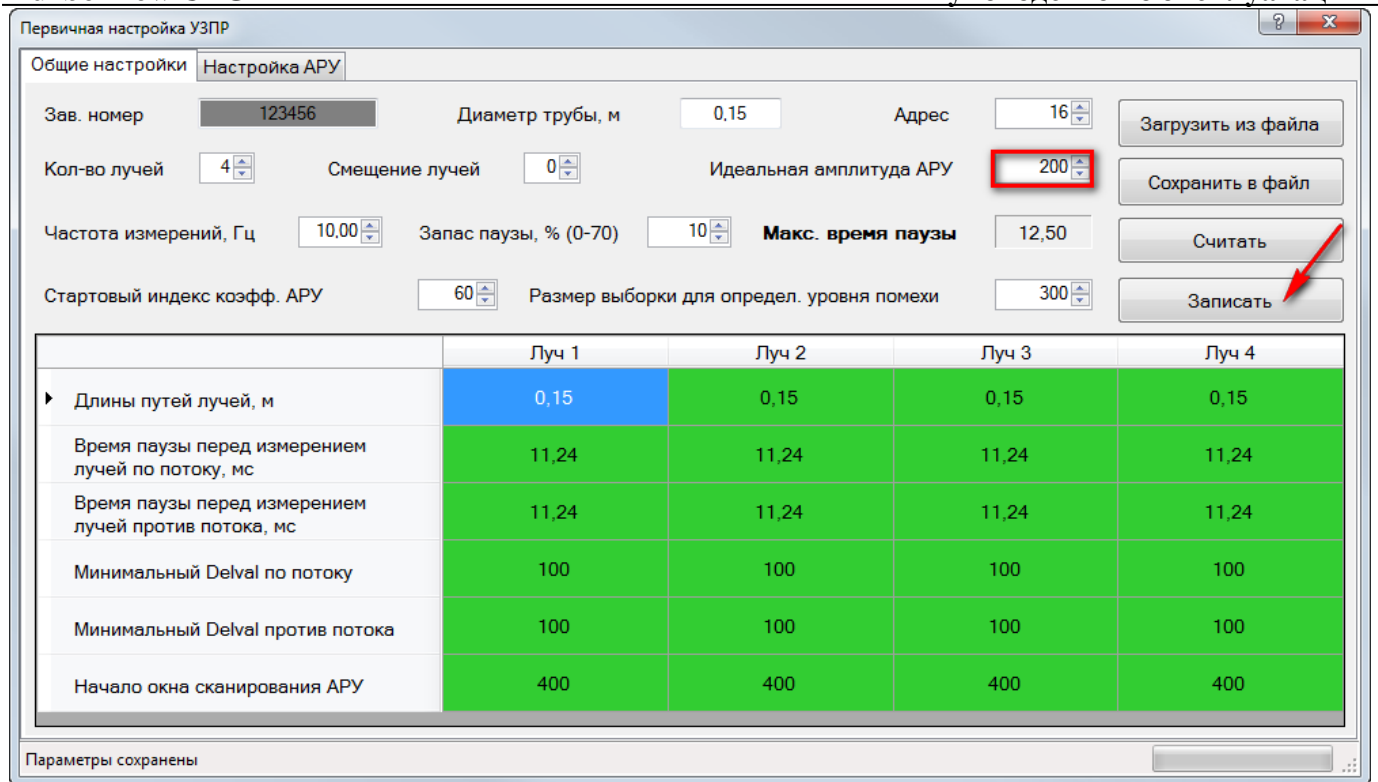 Первичная настройка УЗПР
Общие настройки Настройка АРУ
Зав. номер 123456 Диаметр трубы, м 0,15 Адрес 16 Загрузить из файла
Кол-во лучей 4 Смещение лучей 0 Идеальная амплитуда АРУ 200 Сохранить в файл
Частота измерений, Гц 10,00 Запас паузы, % (0-70) 10 Макс. время паузы 12,50 Считать
Стартовый индекс коэфф. АРУ 60 Размер выборки для определ. уровня помехи 300 Записать
Луч 1 Луч 2 Луч 3 Луч 4
Длины путей лучей, м 0,15 0,15 0,15 0,15
Время паузы перед измерением
лучей по потоку, мс 11,24 11,24 11,24 11,24
Время паузы перед измерением
лучей против потока, мс 11,24 11,24 11,24 11,24
Минимальный Delval по потоку 100 100 100 100
Минимальный Delval против потока 100 100 100 100
Начало окна сканирования АРУ 400 400 400 400
Параметры сохранены